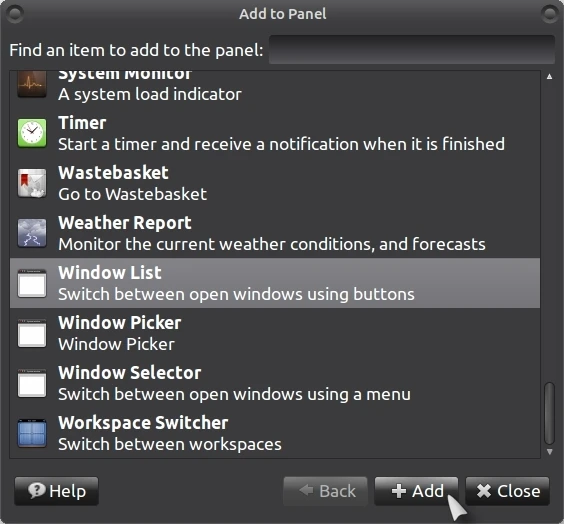 Add to Panel
Find an item to add to the panel:
System Monitor
A system load indicator
Timer
Start a timer and receive a notification when it is finished
Wastebasket
Go to Wastebasket
Weather Report
Monitor the current weather conditions, and forecasts
Window List
Switch between open windows using buttons
Window Picker
Window Picker
Window Selector
Switch between open windows using a menu
Workspace Switcher
Switch between workspaces
Help Back Add Close